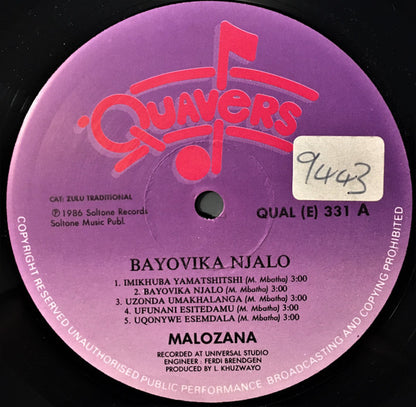 QUAVERS
9443
CAT: ZULU TRADITIONAL
℗ 1986 Soltone Records
Soltone Music Publ.
QUAL (E) 331 A
BAYOVIKA NJALO
1. IMIKHUBA YAMATSHITSHI (M. Mbatha) 3:00
2. BAYOVIKA NJALO (M. Mbatha) 3:00
3. UZONDA UMAKHALANGA (M. Mbatha) 3:00
4. UFUNANI ESITEDAMU (M. Mbatha) 3:00
5. UQONYWE ESEMDALA (M. Mbatha) 3:00
MALOZANA
RECORDED AT UNIVERSAL STUDIO
ENGINEER : FERDI BRENDGEN
PRODUCED BY L. KHUZWAYO
COPYRIGHT RESERVED. UNAUTHORISED PUBLIC PERFORMANCE, BROADCASTING AND COPYING PROHIBITED